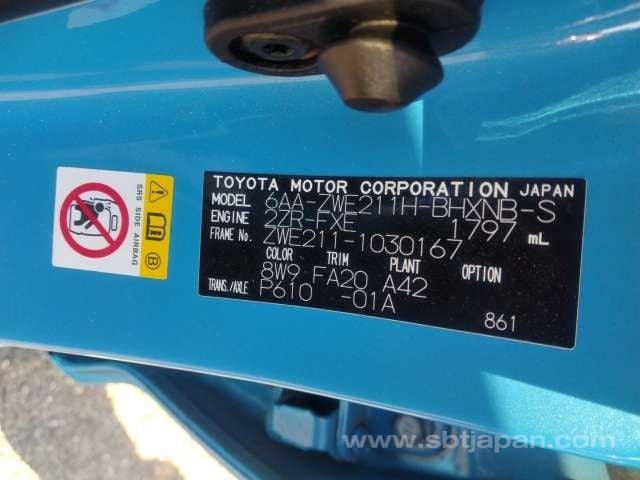 TOYOTA MOTOR CORPORATION JAPAN
MODEL 6AA-ZWE211H-BHXNB-S
ENGINE 2ZR-FXE 1797 mL
FRAME No. ZWE211-1030167
COLOR TRIM PLANT OPTION
8W9 FA20 A42
TRANS./AXLE P610 -01A
861
SRS SIDE AIRBAG
www.sbtjapan.com